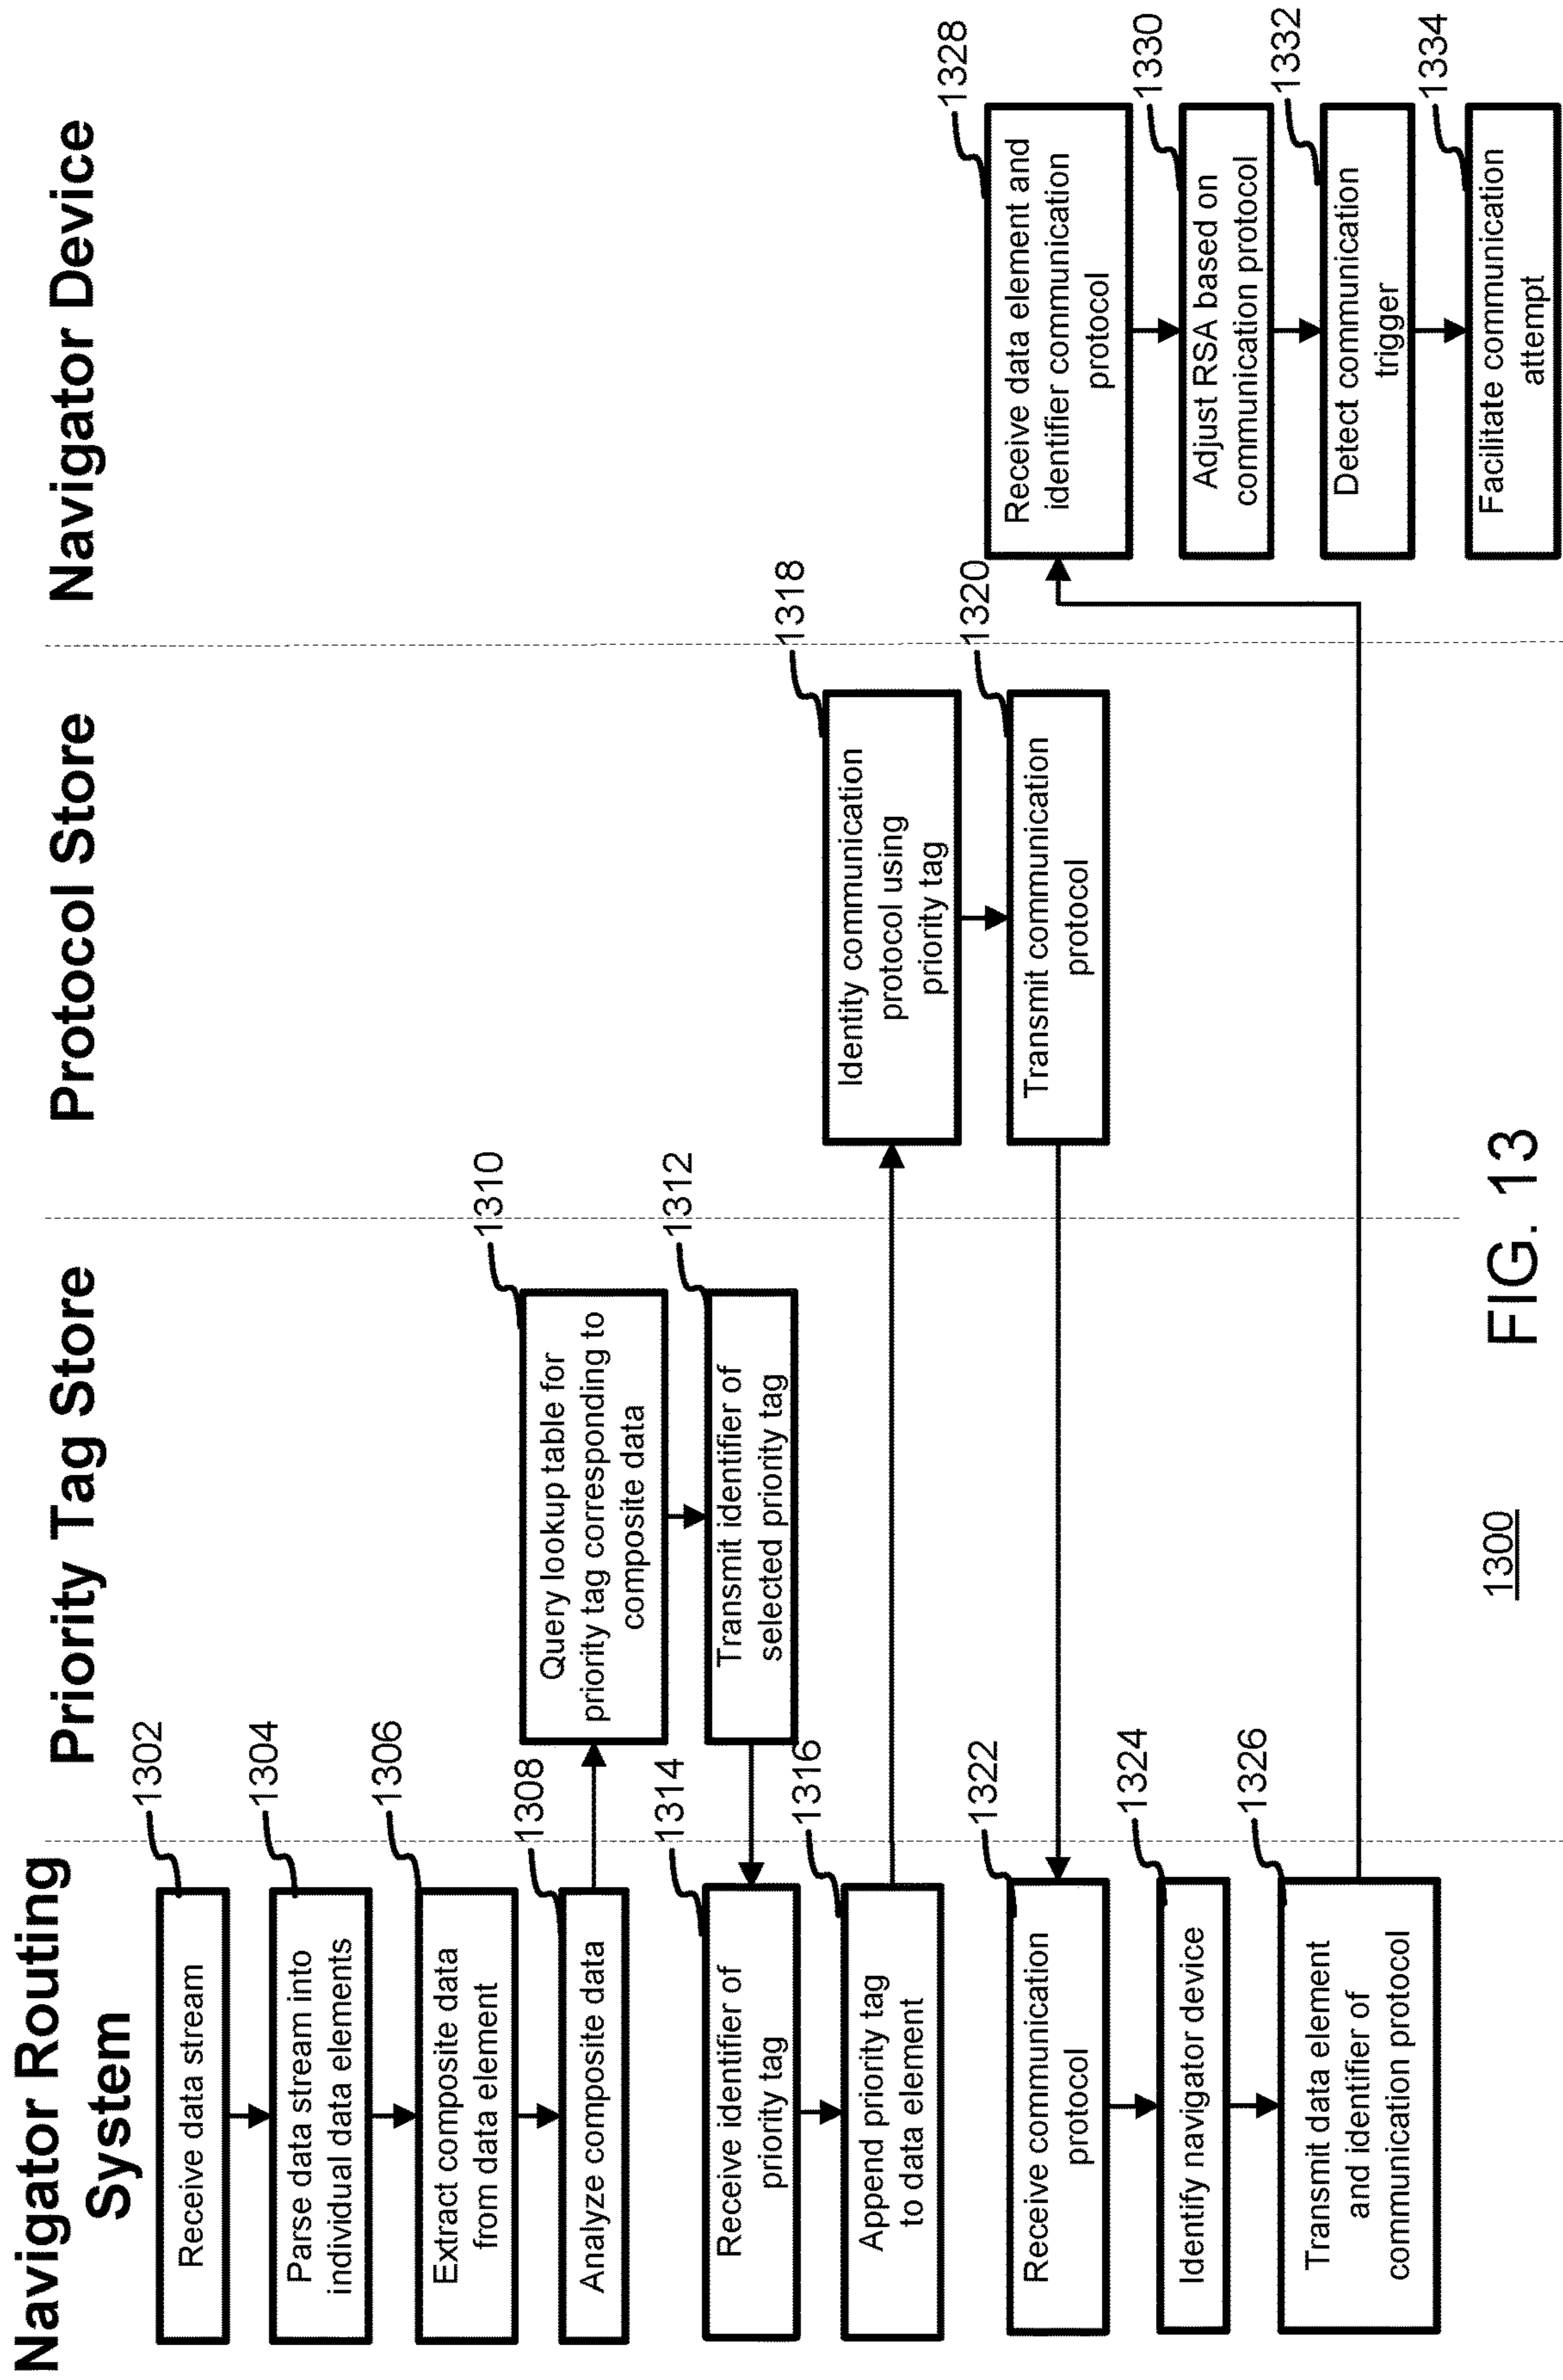 Navigator Routing
System
Priority Tag Store
Protocol Store
Navigator Device
1302
Receive data stream
1304
Parse data stream into
individual data elements
1306
Extract composite data
from data element
1308
Analyze composite data
1310
Query lookup table for
priority tag corresponding to
composite data
1312
Transmit identifier of
selected priority tag
1314
Receive identifier of
priority tag
1316
Append priority tag
to data element
1318
Identity communication
protocol using
priority tag
1320
Transmit communication
protocol
1322
Receive communication
protocol
1324
Identify navigator device
1326
Transmit data element
and identifier of
communication protocol
1328
Receive data element and
identifier communication
protocol
1330
Adjust RSA based on
communication protocol
1332
Detect communication
trigger
1334
Facilitate communication
attempt
1300
FIG. 13